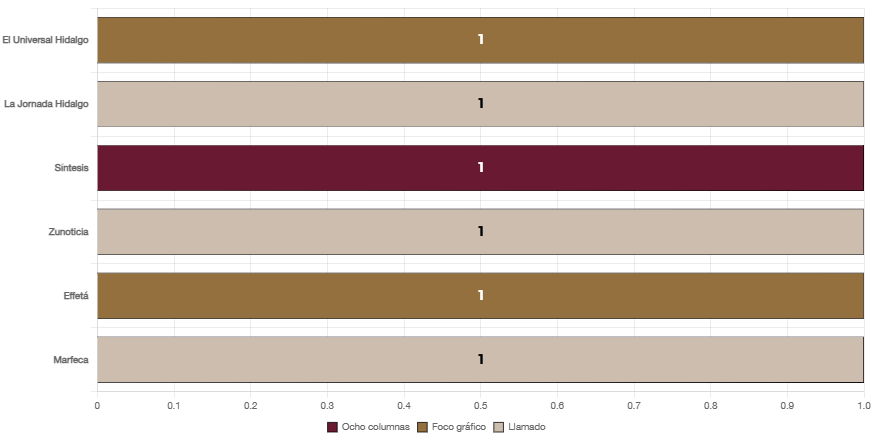 El Universal Hidalgo 1
La Jornada Hidalgo 1
Síntesis 1
Zunoticia 1
Effetá 1
Marfeca 1
0 0.1 0.2 0.3 0.4 0.5 0.6 0.7 0.8 0.9 1.0
Ocho columnas Foco gráfico Llamado